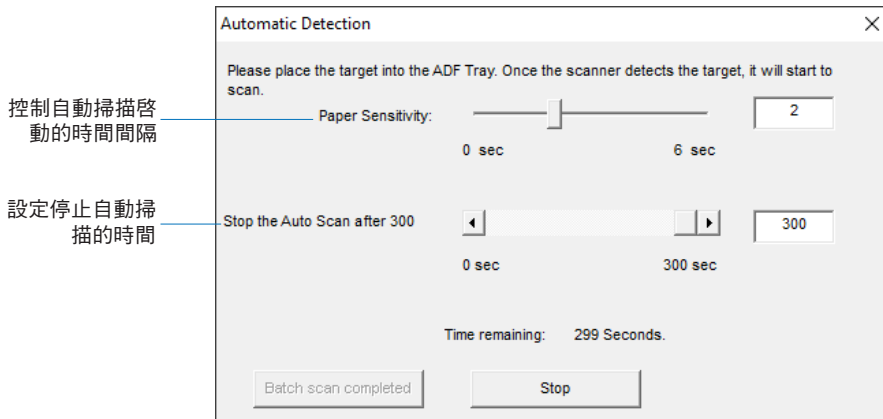 Automatic Detection
Please place the target into the ADF Tray. Once the scanner detects the target, it will start to
scan.
控制自動掃描啓
動的時間間隔
Paper Sensitivity:
2
0 sec
6 sec
設定停止自動掃
描的時間
Stop the Auto Scan after 300
300
0 sec
300 sec
Time remaining:
299 Seconds.
Batch scan completed
Stop